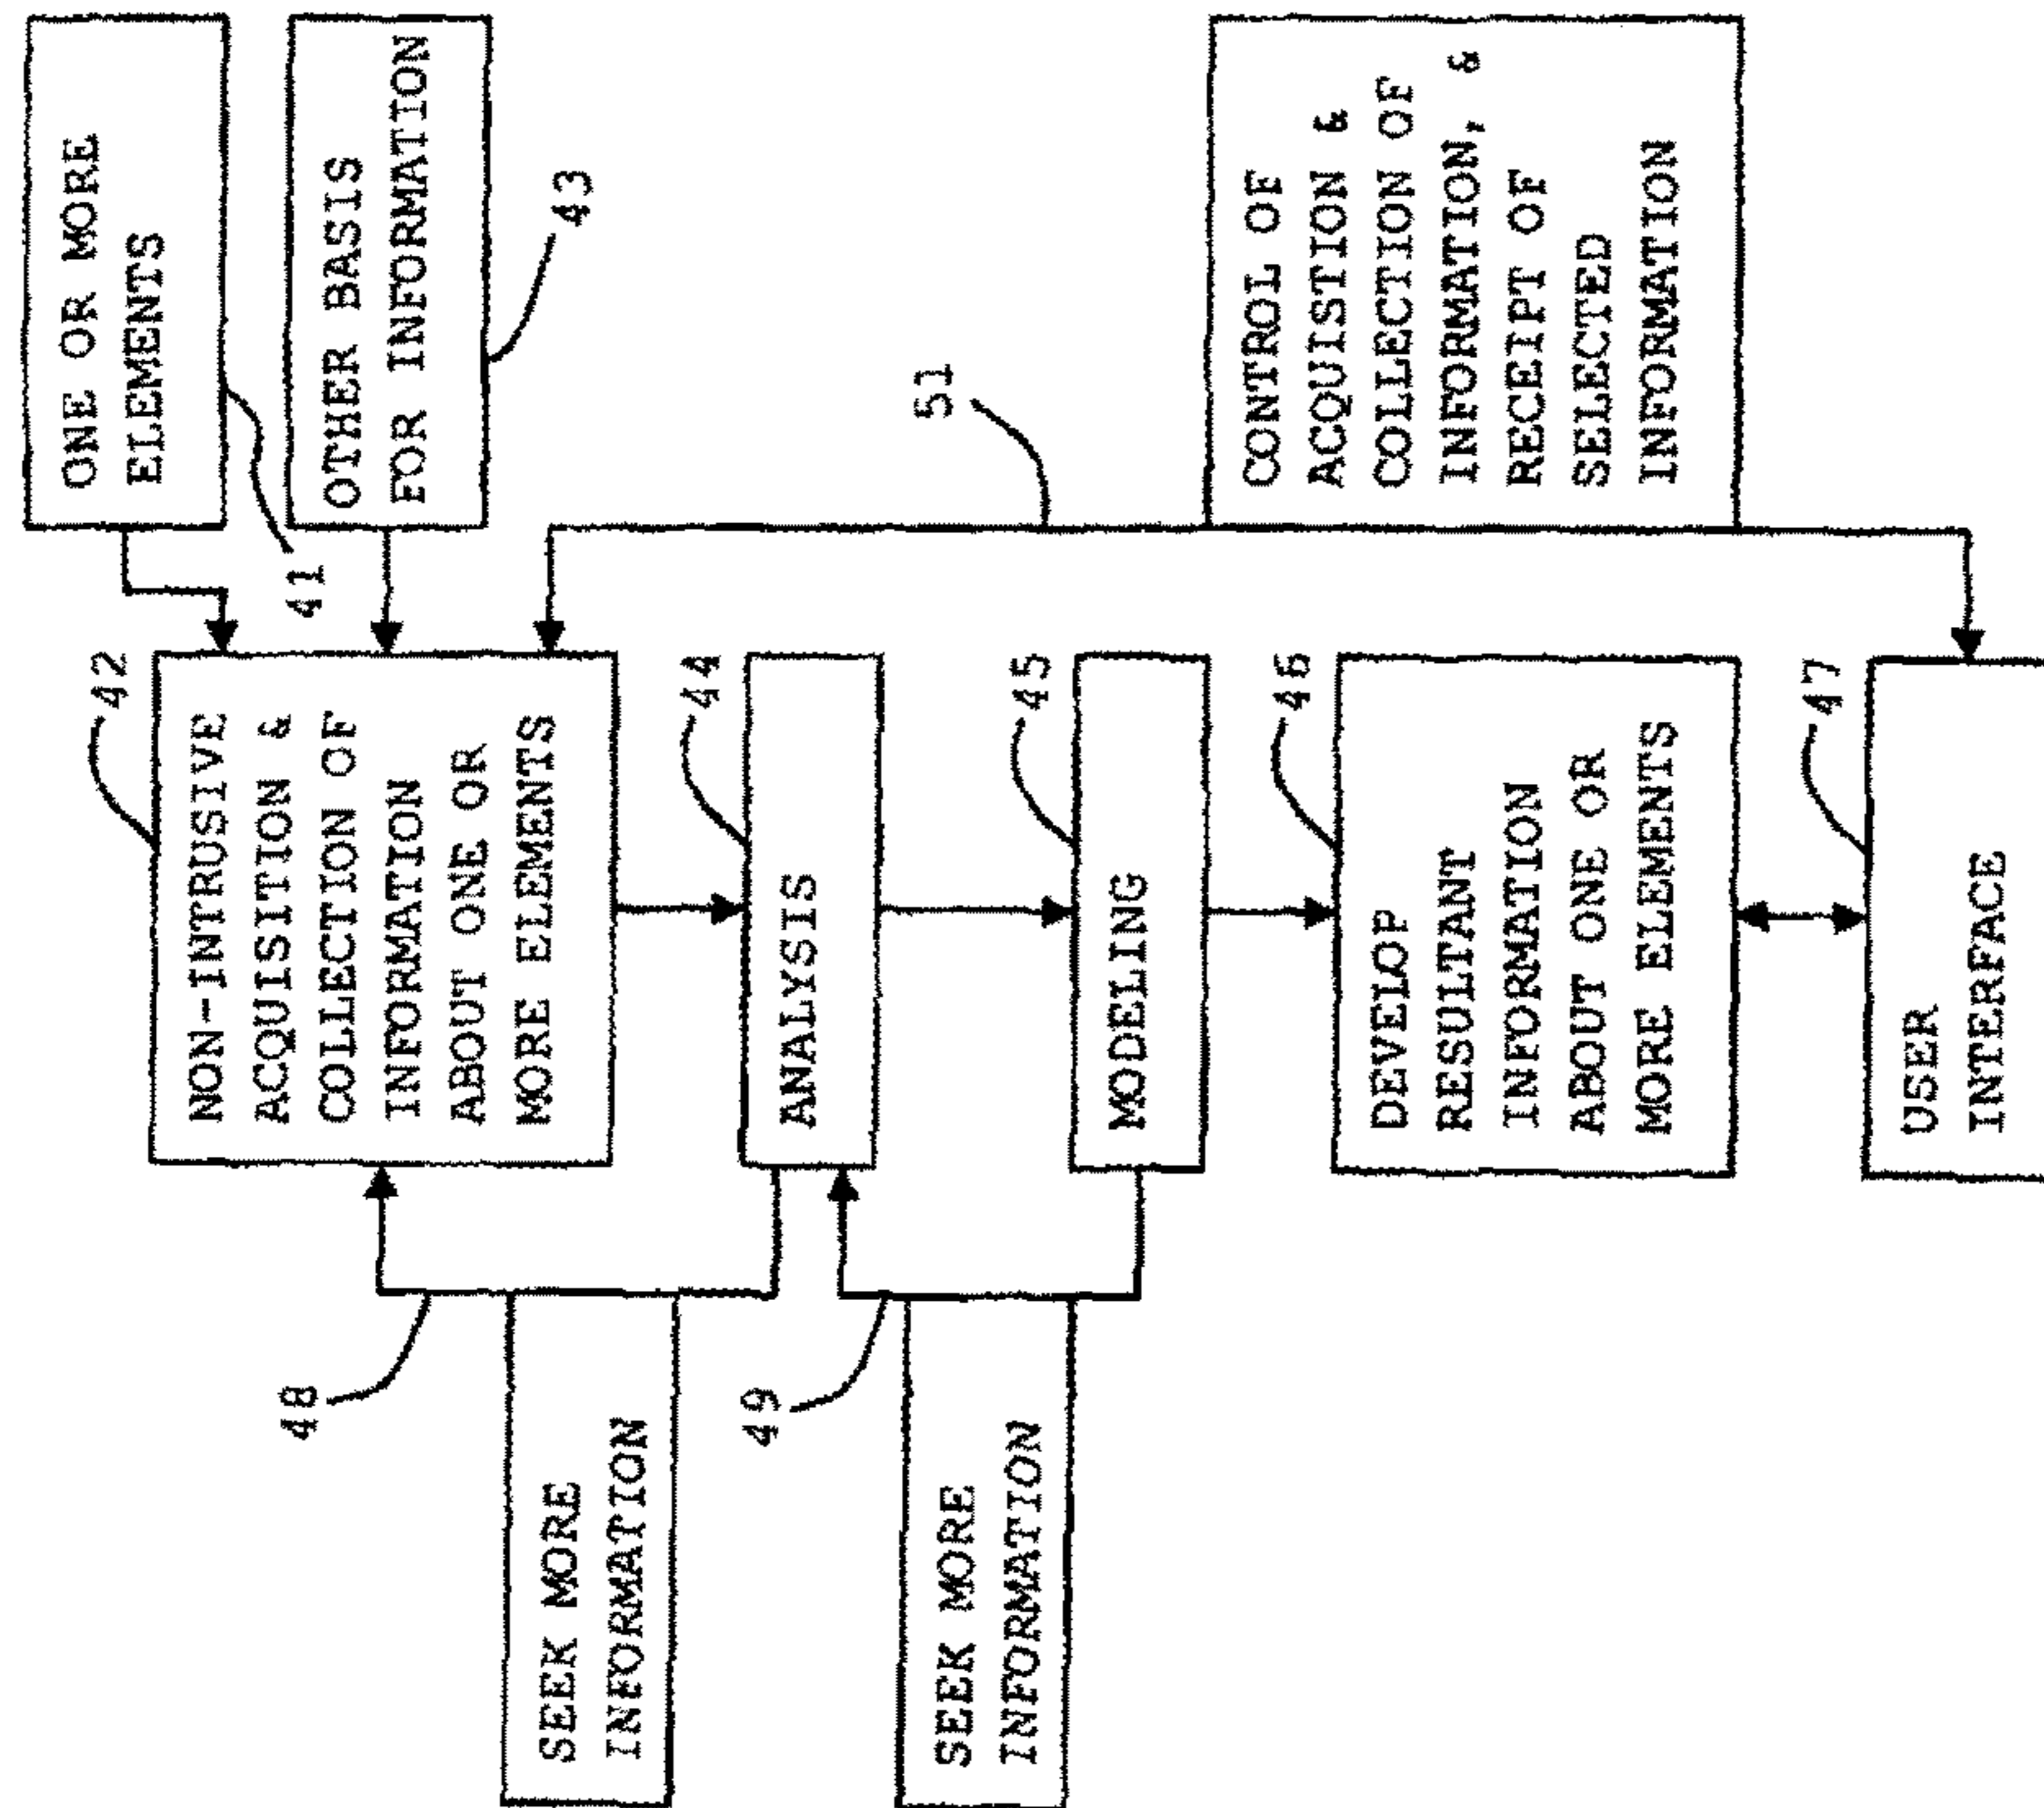 ONE OR MORE
ELEMENTS
41
OTHER BASIS
FOR INFORMATION
43
42
NON-INTRUSIVE
ACQUISITION &
COLLECTION OF
INFORMATION
ABOUT ONE OR
MORE ELEMENTS
48
SEEK MORE
INFORMATION
44
ANALYSIS
49
SEEK MORE
INFORMATION
45
MODELING
51
CONTROL OF
ACQUISTION &
COLLECTION OF
INFORMATION, &
RECEIPT OF
SELECTED
INFORMATION
46
DEVELOP
RESULTANT
INFORMATION
ABOUT ONE OR
MORE ELEMENTS
47
USER
INTERFACE